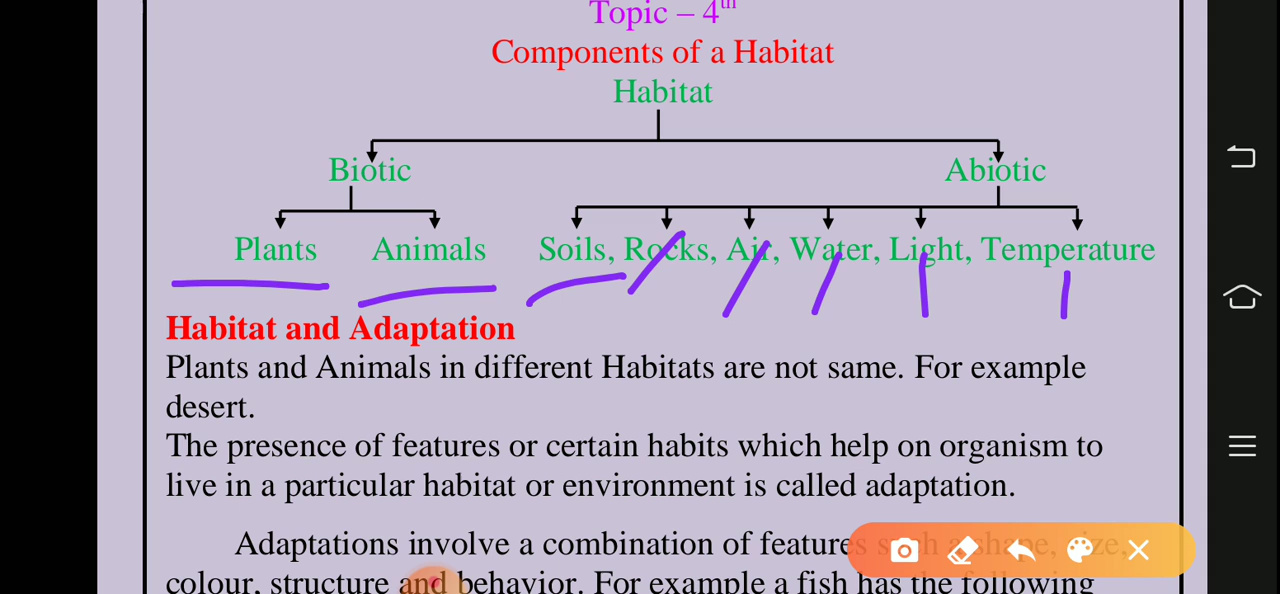 Topic – 4th
Components of a Habitat
Habitat
Biotic Abiotic
Plants Animals Soils, Rocks, Air, Water, Light, Temperature
Habitat and Adaptation
Plants and Animals in different Habitats are not same. For example
desert.
The presence of features or certain habits which help on organism to
live in a particular habitat or environment is called adaptation.
Adaptations involve a combination of features such a shape, size,
colour, structure and behavior. For example a fish has the following